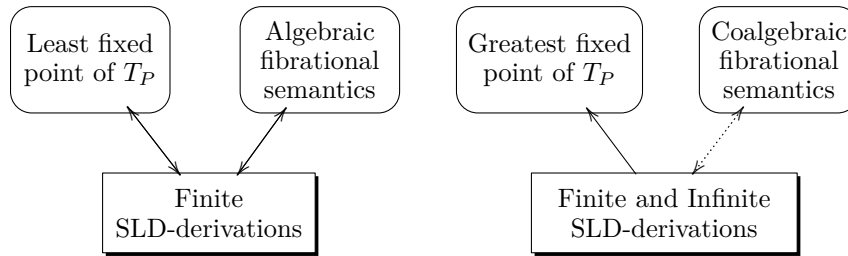 Least fixed
point of T_P
Algebraic
fibrational
semantics
Greatest fixed
point of T_P
Coalgebraic
fibrational
semantics
Finite
SLD-derivations
Finite and Infinite
SLD-derivations